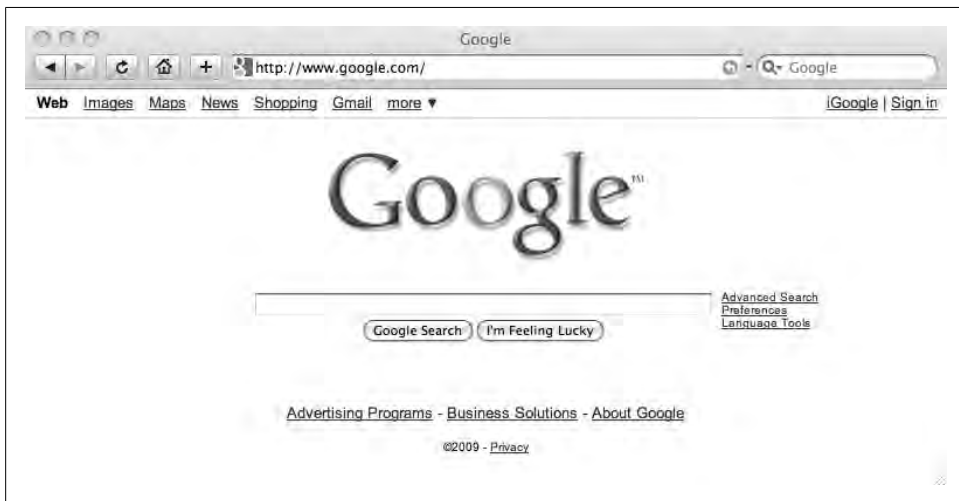 Google
http://www.google.com/ Google
Web Images Maps News Shopping Gmail more ▼ iGoogle | Sign in
Google™
Advanced Search
Preferences
Language Tools
Google Search I'm Feeling Lucky
Advertising Programs - Business Solutions - About Google
©2009 - Privacy